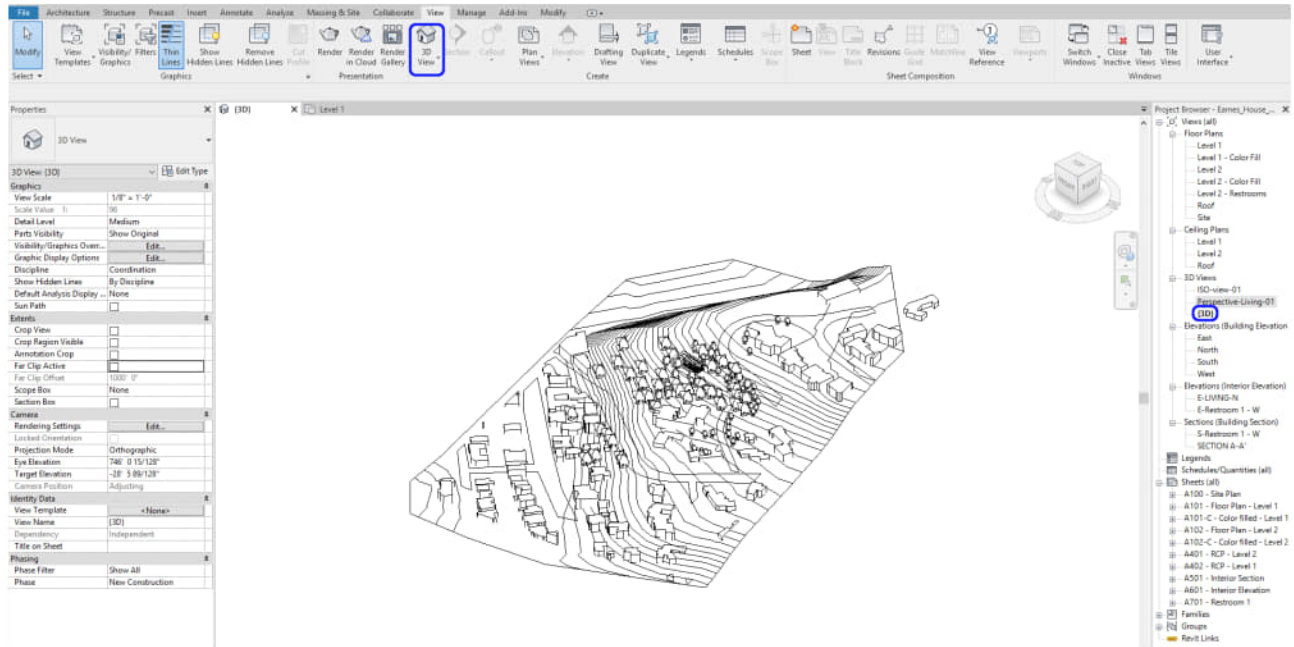 File Architecture Structure Precast Insert Annotate Analyze Massing & Site Collaborate View Manage Add-Ins Modify
Modify View Templates Visibility/ Graphics Filters Thin Lines Show Hidden Lines Remove Hidden Lines Cut Profile Render Render in Cloud Render Gallery 3D View Section Callout Plan Views Elevation Drafting View Duplicate View Legends Schedules Scope Box Sheet View Title Block Revisions Guide Grid Matchline View Reference Viewports Switch Windows Close Inactive Tab Views Tile Views User Interface
Select Graphics Presentation Create Sheet Composition Windows
Properties
3D View
3D View: {3D} Edit Type
Graphics
View Scale 1/8" = 1'-0"
Scale Value 1: 96
Detail Level Medium
Parts Visibility Show Original
Visibility/Graphics Overr... Edit...
Graphic Display Options Edit...
Discipline Coordination
Show Hidden Lines By Discipline
Default Analysis Display ... None
Sun Path
Extents
Crop View
Crop Region Visible
Annotation Crop
Far Clip Active
Far Clip Offset 1000' 0"
Scope Box None
Section Box
Camera
Rendering Settings Edit...
Locked Orientation
Projection Mode Orthographic
Eye Elevation 746' 0 15/128"
Target Elevation -28' 5 89/128"
Camera Position Adjusting
Identity Data
View Template <None>
View Name {3D}
Dependency Independent
Title on Sheet
Phasing
Phase Filter Show All
Phase New Construction
{3D} Level 1
TOP
FRONT
Project Browser - Eames_House_...
Views (all)
Floor Plans
Level 1
Level 1 - Color Fill
Level 2
Level 2 - Color Fill
Level 2 - Restrooms
Roof
Site
Ceiling Plans
Level 1
Level 2
Roof
3D Views
ISO-view-01
Perspective-Living-01
{3D}
Elevations (Building Elevation
East
North
South
West
Elevations (Interior Elevation)
E-LIVING-N
E-Restroom 1 - W
Sections (Building Section)
S-Restroom 1 - W
SECTION A-A'
Legends
Schedules/Quantities (all)
Sheets (all)
A100 - Site Plan
A101 - Floor Plan - Level 1
A101-C - Color filled - Level 1
A102 - Floor Plan - Level 2
A102-C - Color filled - Level 2
A401 - RCP - Level 2
A402 - RCP - Level 1
A501 - Interior Section
A601 - Interior Elevation
A701 - Restroom 1
Families
Groups
Revit Links